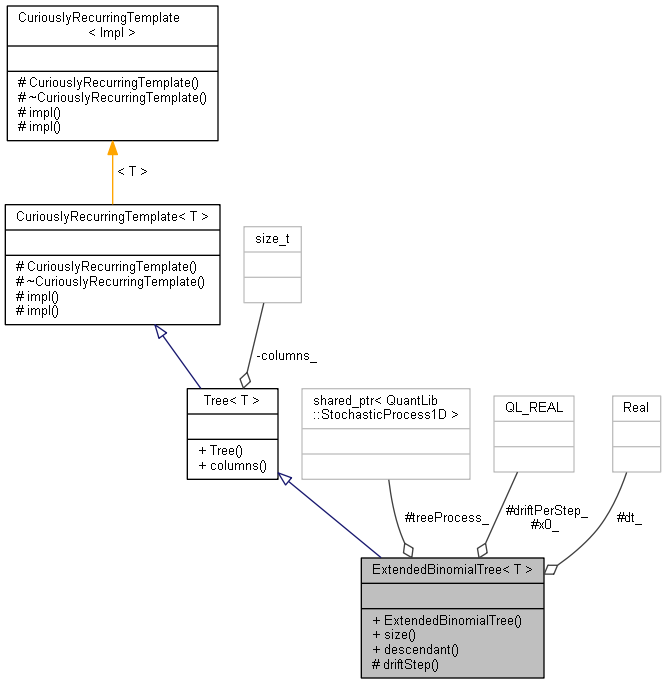 CuriouslyRecurringTemplate
< Impl >
# CuriouslyRecurringTemplate()
# ~CuriouslyRecurringTemplate()
# impl()
# impl()
< T >
CuriouslyRecurringTemplate< T >
# CuriouslyRecurringTemplate()
# ~CuriouslyRecurringTemplate()
# impl()
# impl()
size_t
-columns_
Tree< T >
+ Tree()
+ columns()
shared_ptr< QuantLib
::StochasticProcess1D >
QL_REAL
Real
#treeProcess_
#driftPerStep_
#x0_
#dt_
ExtendedBinomialTree< T >
+ ExtendedBinomialTree()
+ size()
+ descendant()
# driftStep()